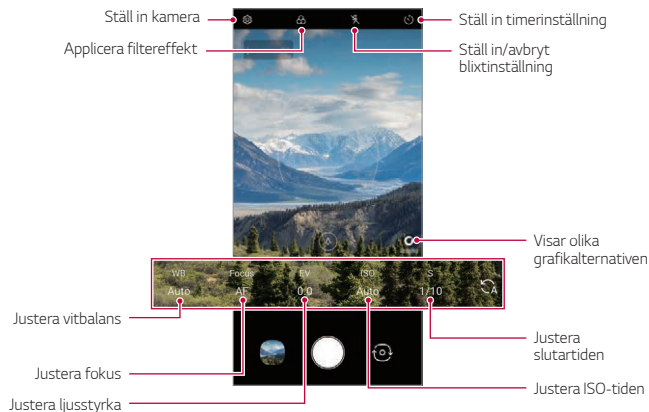 Ställ in kamera
Ställ in timerinställning
Applicera filtereffekt
Ställ in/avbryt
blixtinställning
Visar olika
grafikalternativen
WB
Focus
EV
ISO
S
Auto
AF
0.0
Auto
1/10
A
Justera vitbalans
Justera
slutartiden
Justera fokus
Justera ISO-tiden
Justera ljusstyrka